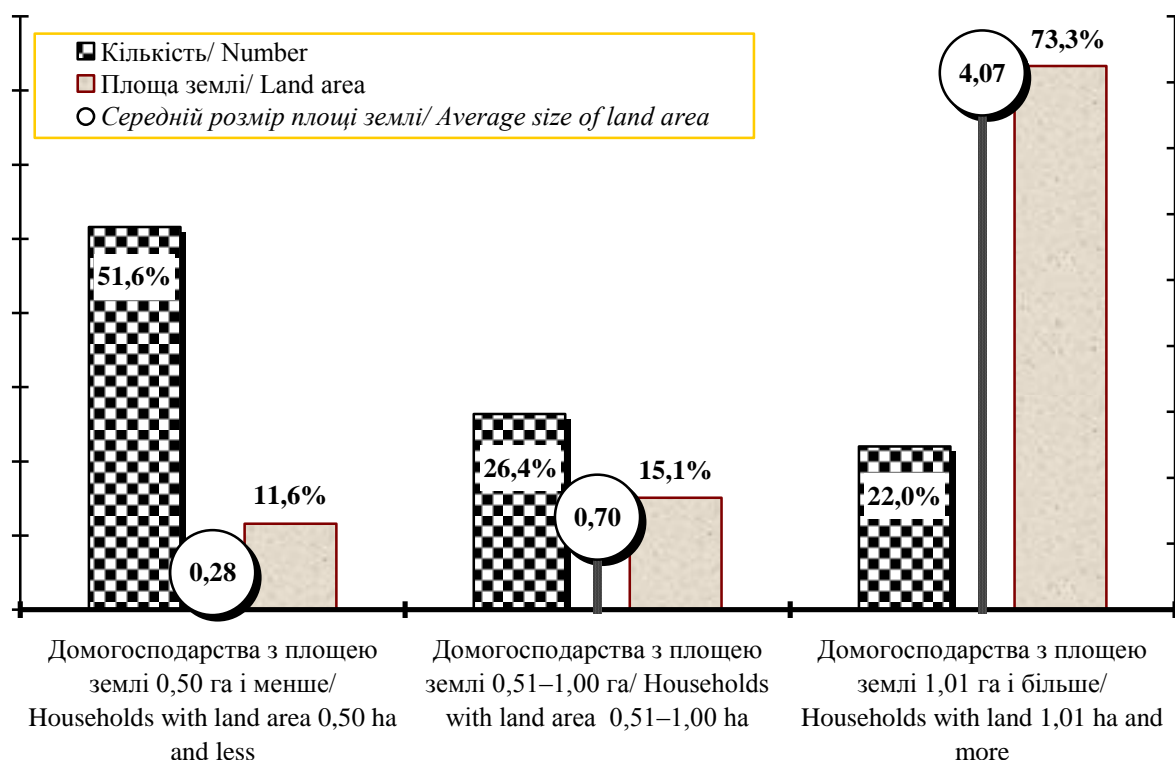 Кількість/ Number
Площа землі/ Land area
Середній розмір площі землі/ Average size of land area
51,6%
0,28
11,6%
26,4%
0,70
15,1%
22,0%
4,07
73,3%
Домогосподарства з площею
землі 0,50 га і менше/
Households with land area 0,50 ha
and less
Домогосподарства з площею
землі 0,51–1,00 га/ Households
with land area 0,51–1,00 ha
Домогосподарства з площею
землі 1,01 га і більше/
Households with land 1,01 ha and
more